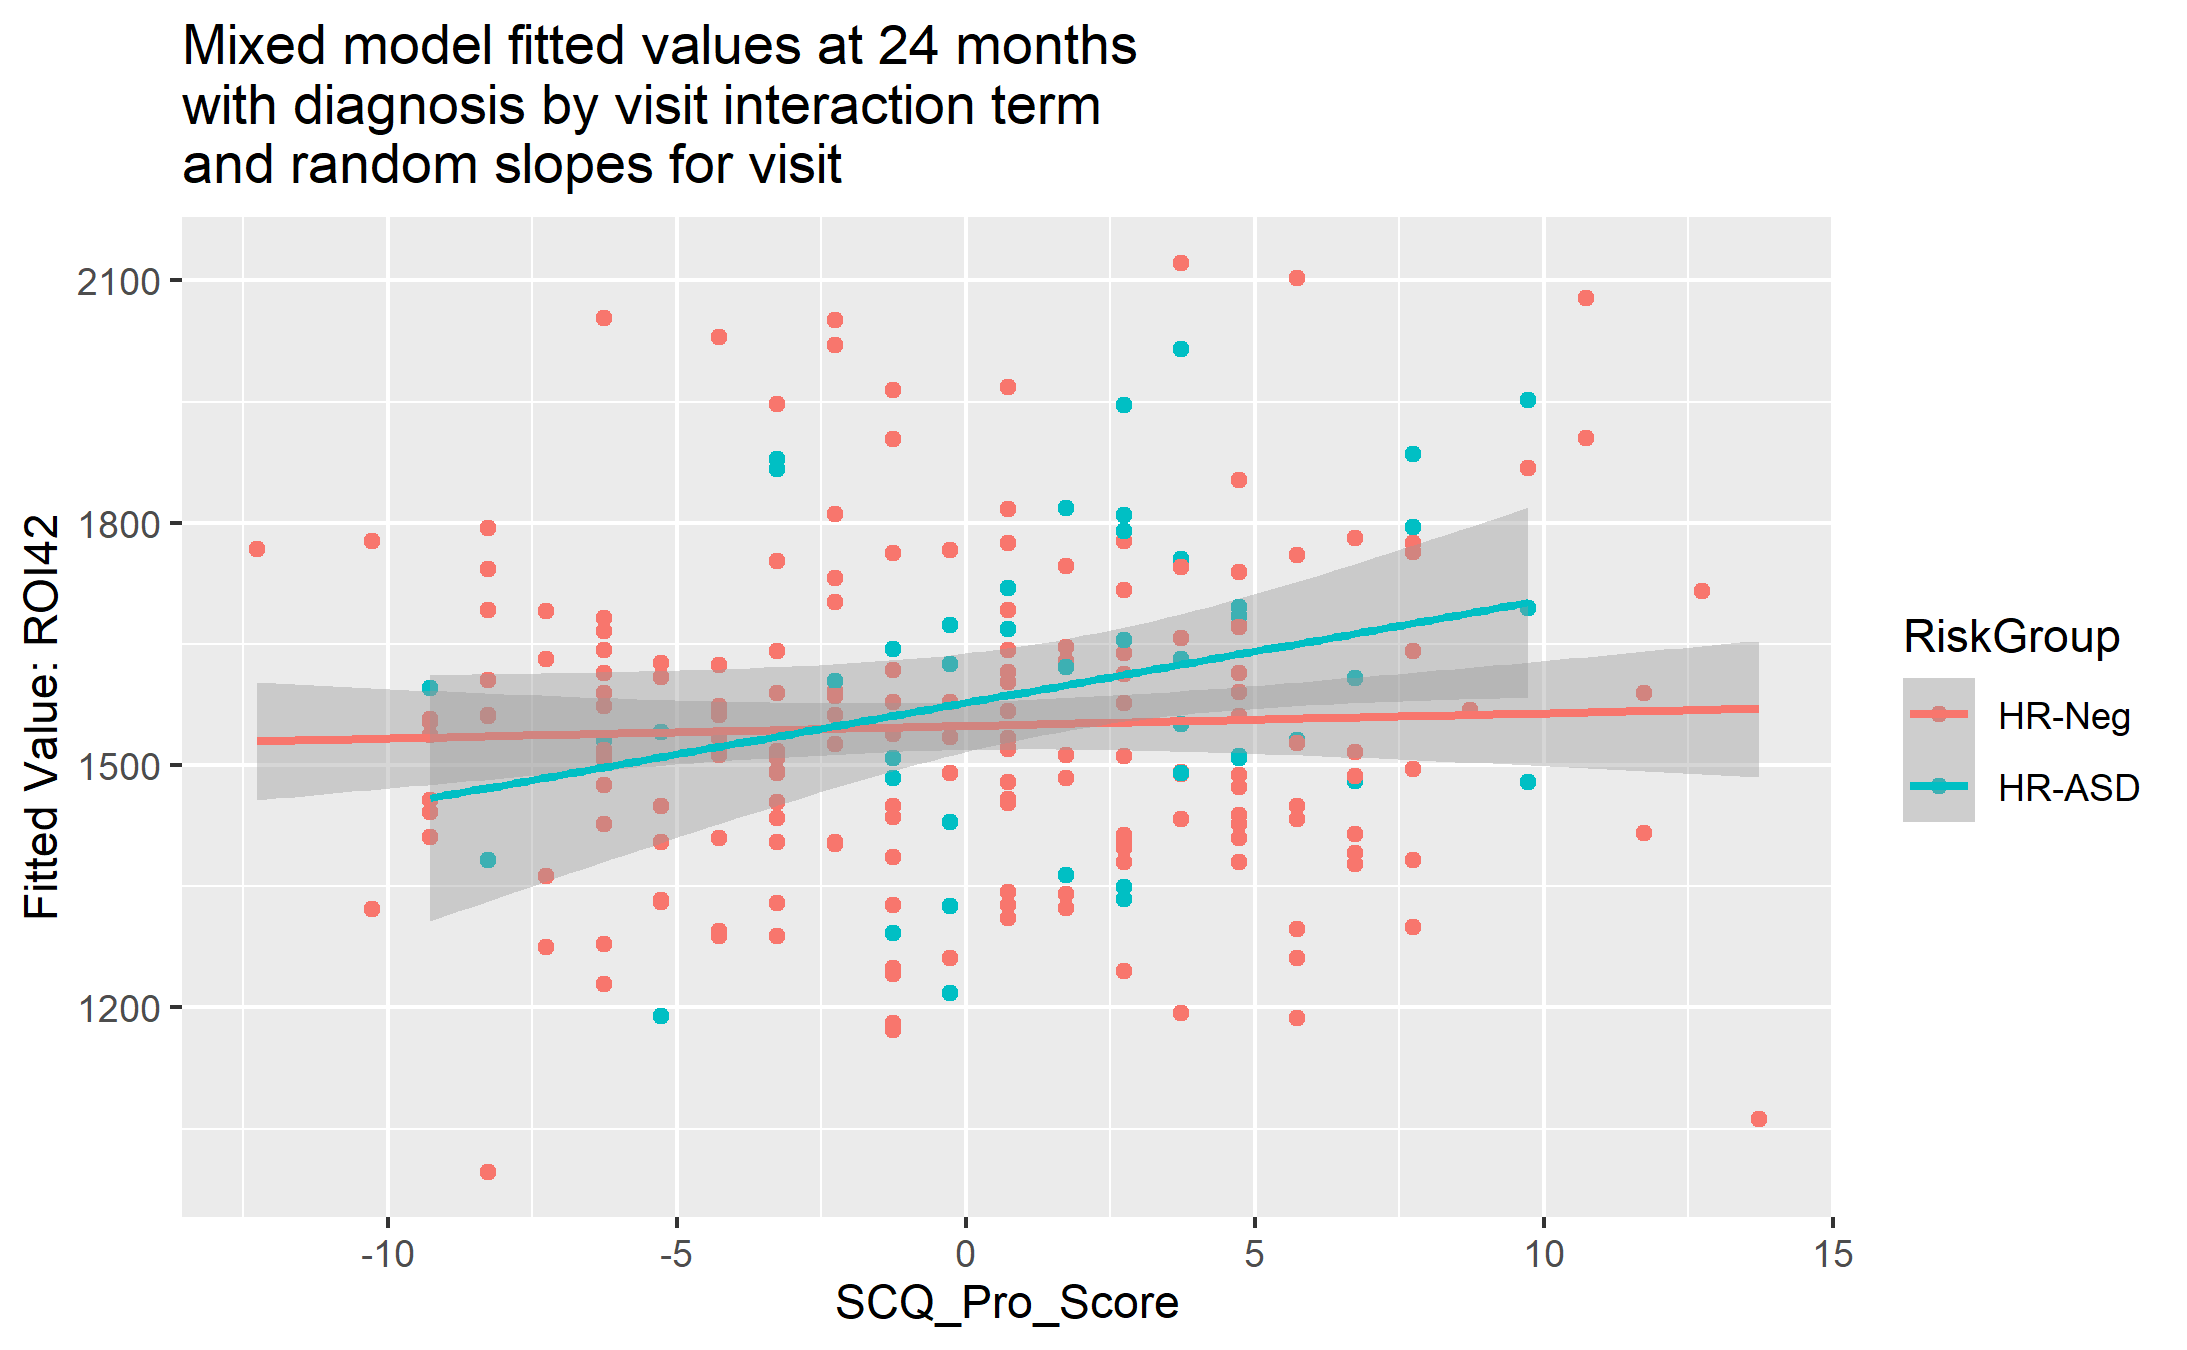 Mixed model fitted values at 24 months
with diagnosis by visit interaction term
and random slopes for visit
Fitted Value: ROI42
2100
1800
1500
1200
-10
-5
0
5
10
15
SCQ_Pro_Score
RiskGroup
HR-Neg
HR-ASD